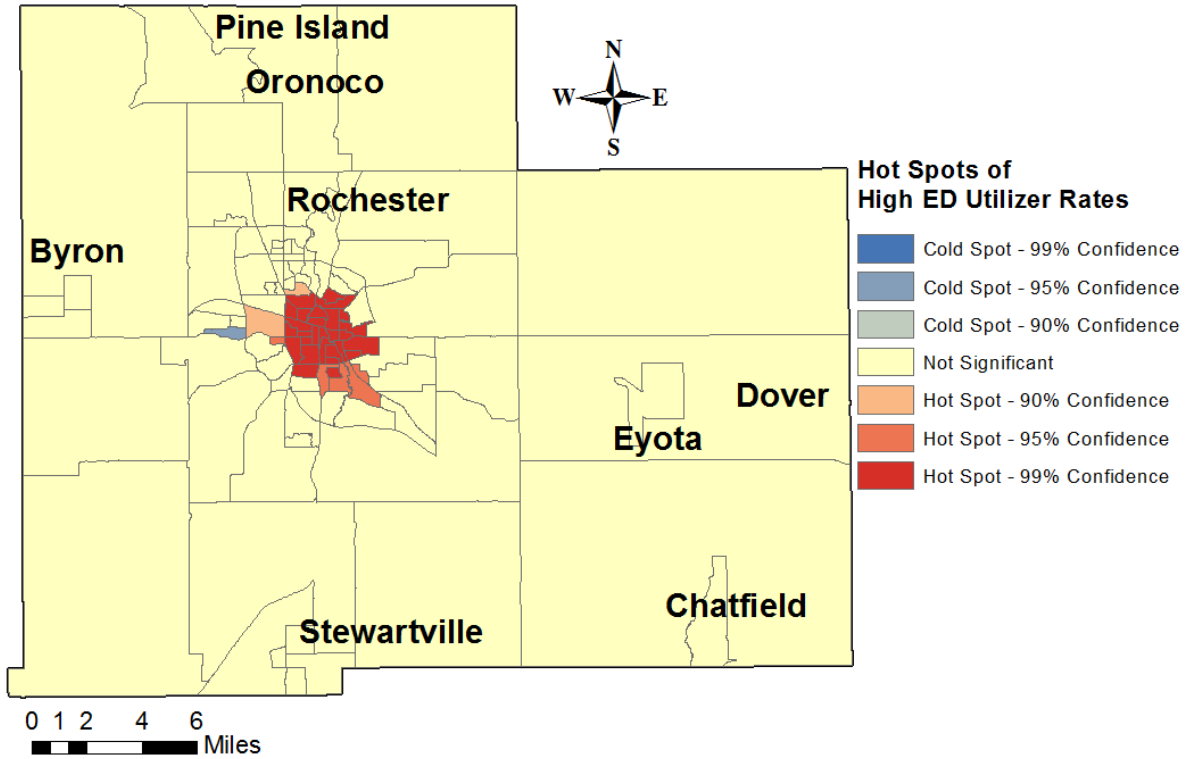 Pine Island
Oronoco
N
W E
S
Hot Spots of
High ED Utilizer Rates
Rochester
Byron
Cold Spot - 99% Confidence
Cold Spot - 95% Confidence
Cold Spot - 90% Confidence
Not Significant
Hot Spot - 90% Confidence
Hot Spot - 95% Confidence
Hot Spot - 99% Confidence
Dover
Eyota
Chatfield
Stewartville
0 1 2 4 6
Miles